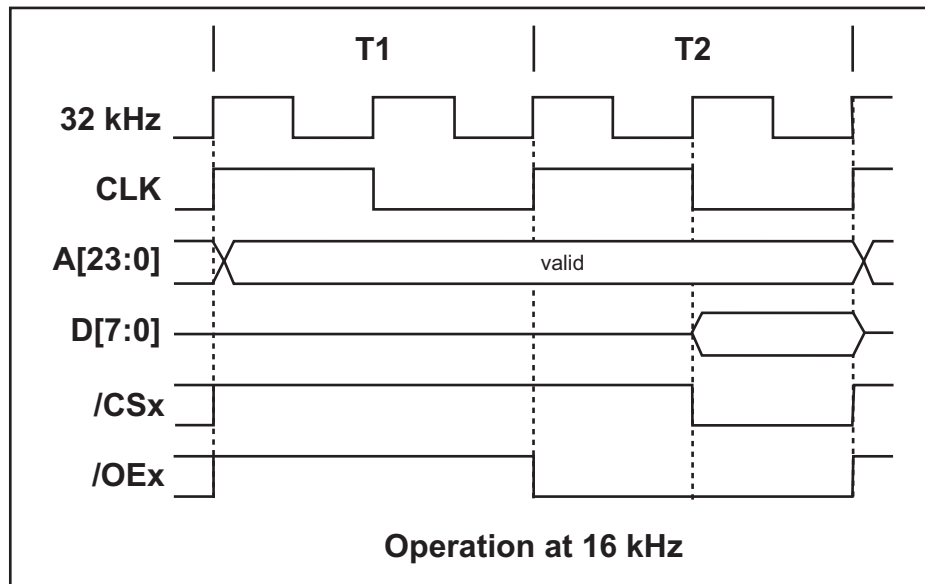 T1 T2
32 kHz
CLK
A[23:0] valid
D[7:0]
/CSx
/OEx
Operation at 16 kHz